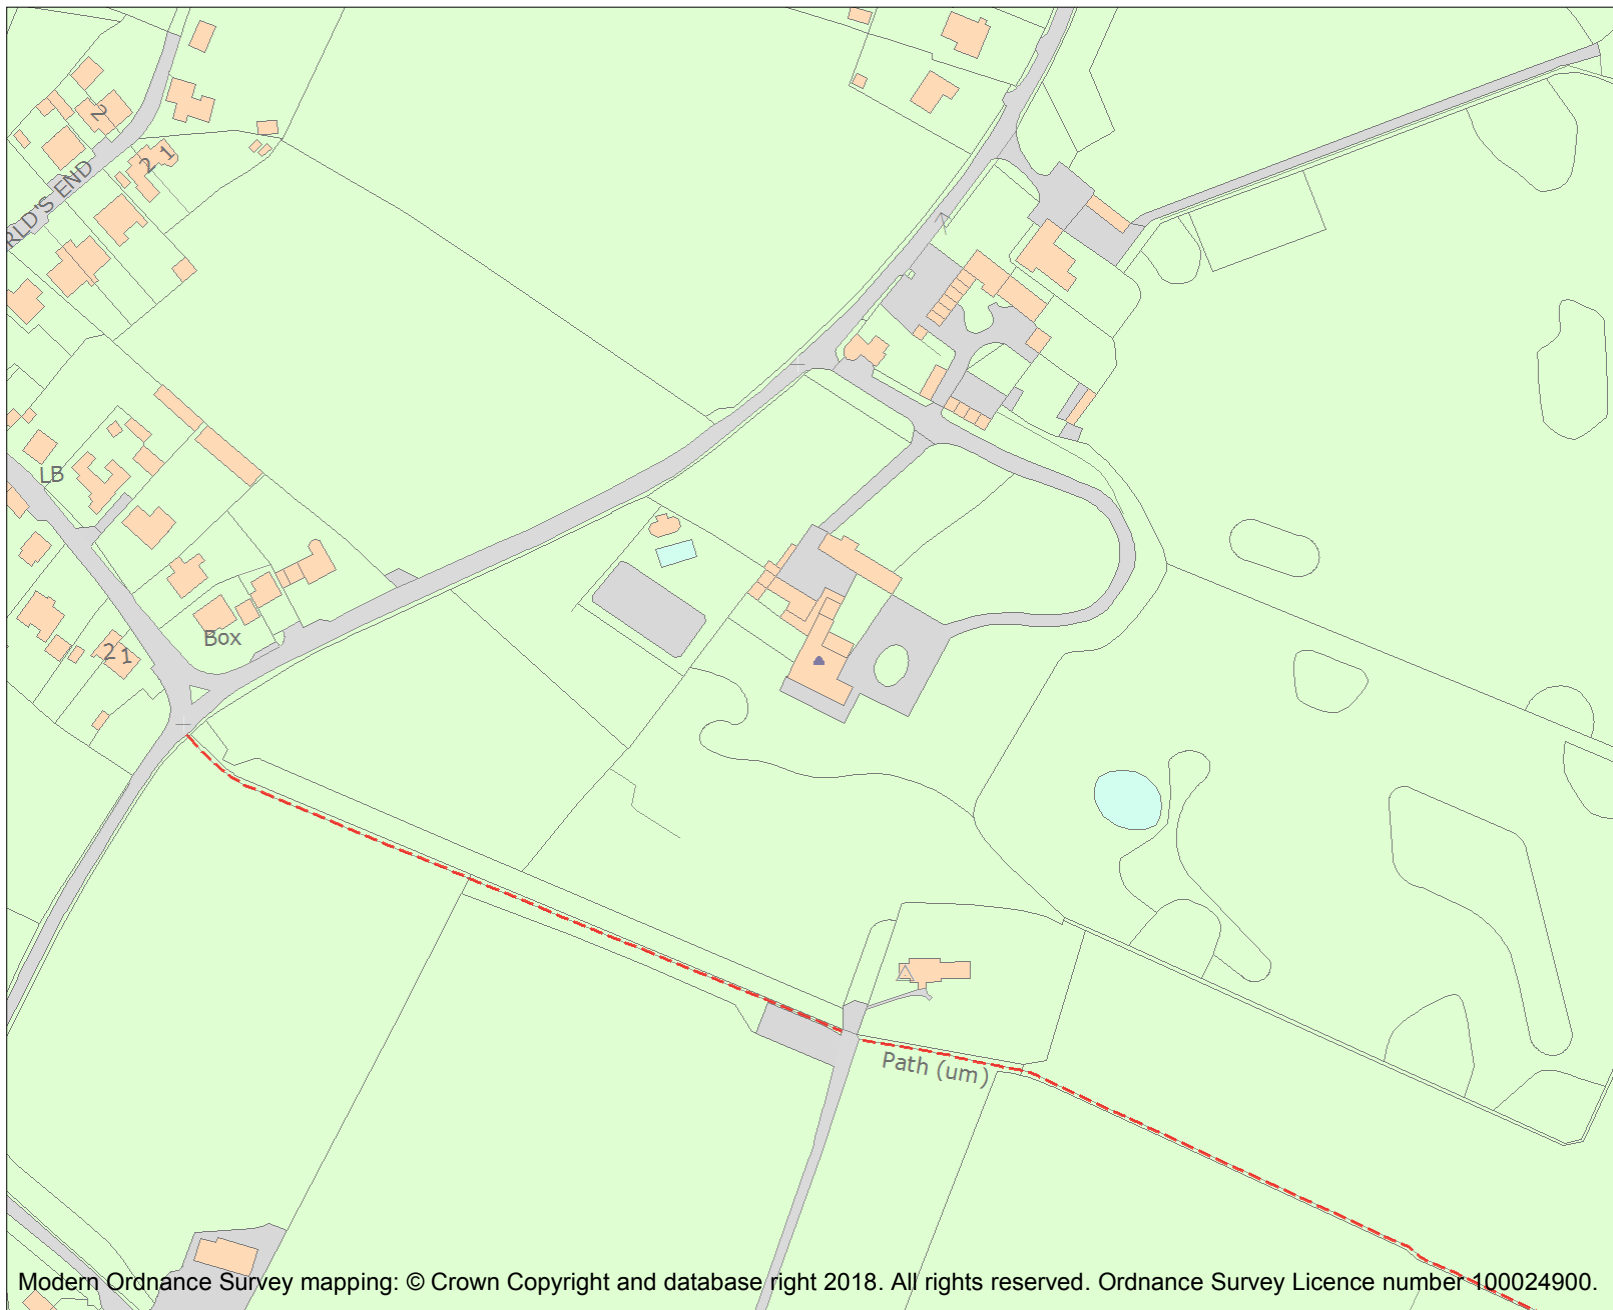 2
2 1
RLD'S END
LB
Box
2 1
Path (um)
Modern Ordnance Survey mapping: © Crown Copyright and database right 2018. All rights reserved. Ordnance Survey Licence number 100024900.